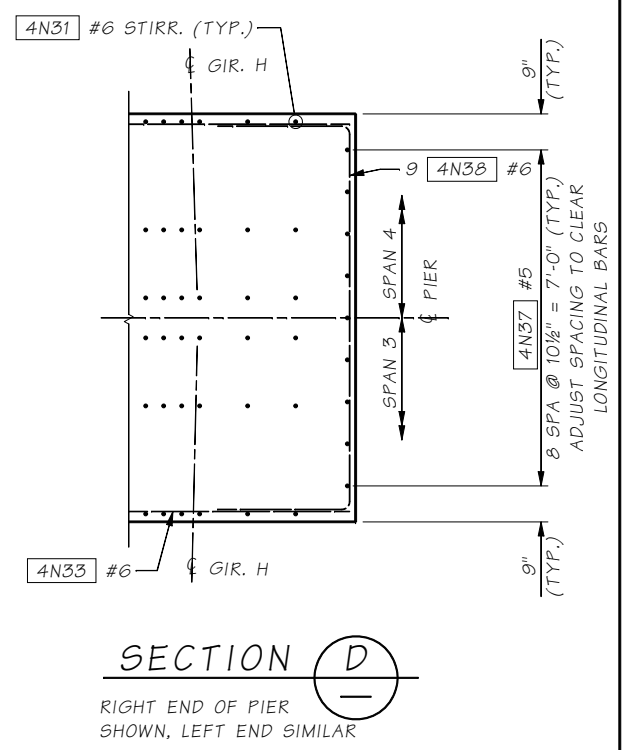 4N31 #6 STIRR. (TYP.)
℄ GIR. H
9"
(TYP.)
9 4N38 #6
SPAN 4
℄ PIER
SPAN 3
4N37 #5
8 SPA @ 10½" = 7'-0" (TYP.)
ADJUST SPACING TO CLEAR
LONGITUDINAL BARS
4N33 #6
℄ GIR. H
9"
(TYP.)
SECTION D
RIGHT END OF PIER
SHOWN, LEFT END SIMILAR